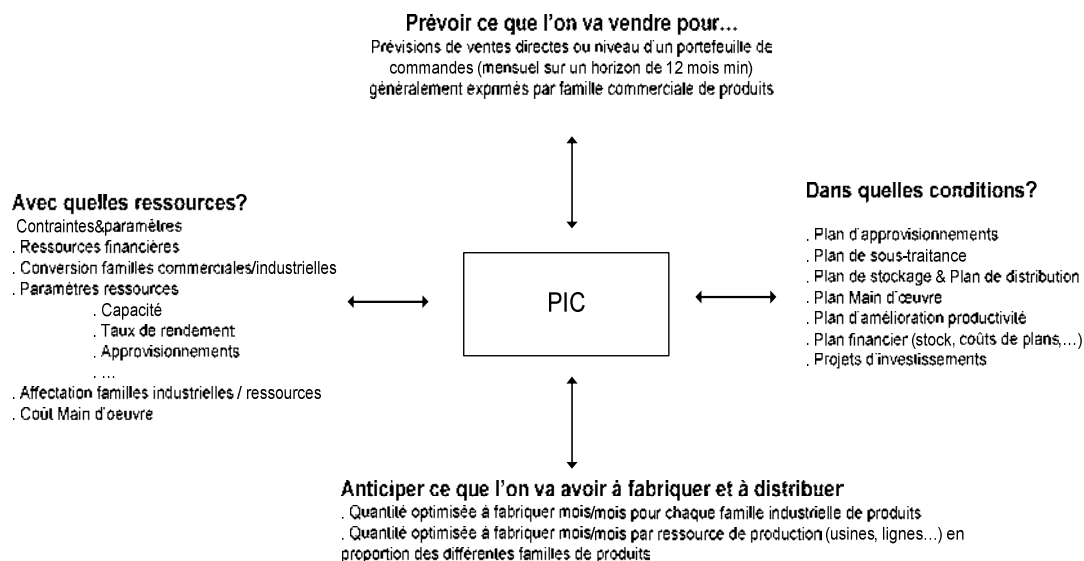 Prévoir ce que l'on va vendre pour...
Prévisions de ventes directes ou niveau d'un portefeuille de
commandes (mensuel sur un horizon de 12 mois min)
généralement exprimés par famille commerciale de produits
Avec quelles ressources?
Contraintes&paramètres
. Ressources financières
. Conversion familles commerciales/industrielles
. Paramètres ressources
. Capacité
. Taux de rendement
. Approvisionnements
. ...
. Affectation familles industrielles / ressources
. Coût Main d'oeuvre
PIC
Dans quelles conditions?
. Plan d'approvisionnements
. Plan de sous-traitance
. Plan de stockage & Plan de distribution
. Plan Main d'œuvre
. Plan d'amélioration productivité
. Plan financier (stock, coûts de plans,...)
. Projets d'investissements
Anticiper ce que l'on va avoir à fabriquer et à distribuer
. Quantité optimisée à fabriquer mois/mois pour chaque famille industrielle de produits
. Quantité optimisée à fabriquer mois/mois par ressource de production (usines, lignes...) en
proportion des différentes familles de produits